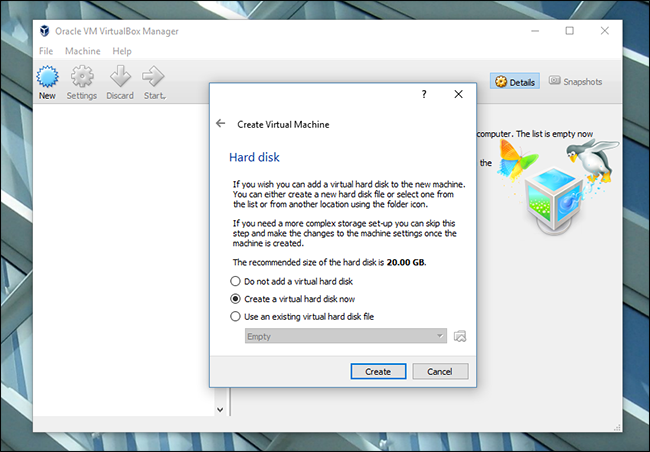 Oracle VM VirtualBox Manager
File Machine Help
New Settings Discard Start
Details Snapshots
computer. The list is empty now
the
?
Create Virtual Machine
Hard disk
If you wish you can add a virtual hard disk to the new machine.
You can either create a new hard disk file or select one from
the list or from another location using the folder icon.
If you need a more complex storage set-up you can skip this
step and make the changes to the machine settings once the
machine is created.
The recommended size of the hard disk is 20.00 GB.
Do not add a virtual hard disk
Create a virtual hard disk now
Use an existing virtual hard disk file
Empty
Create Cancel